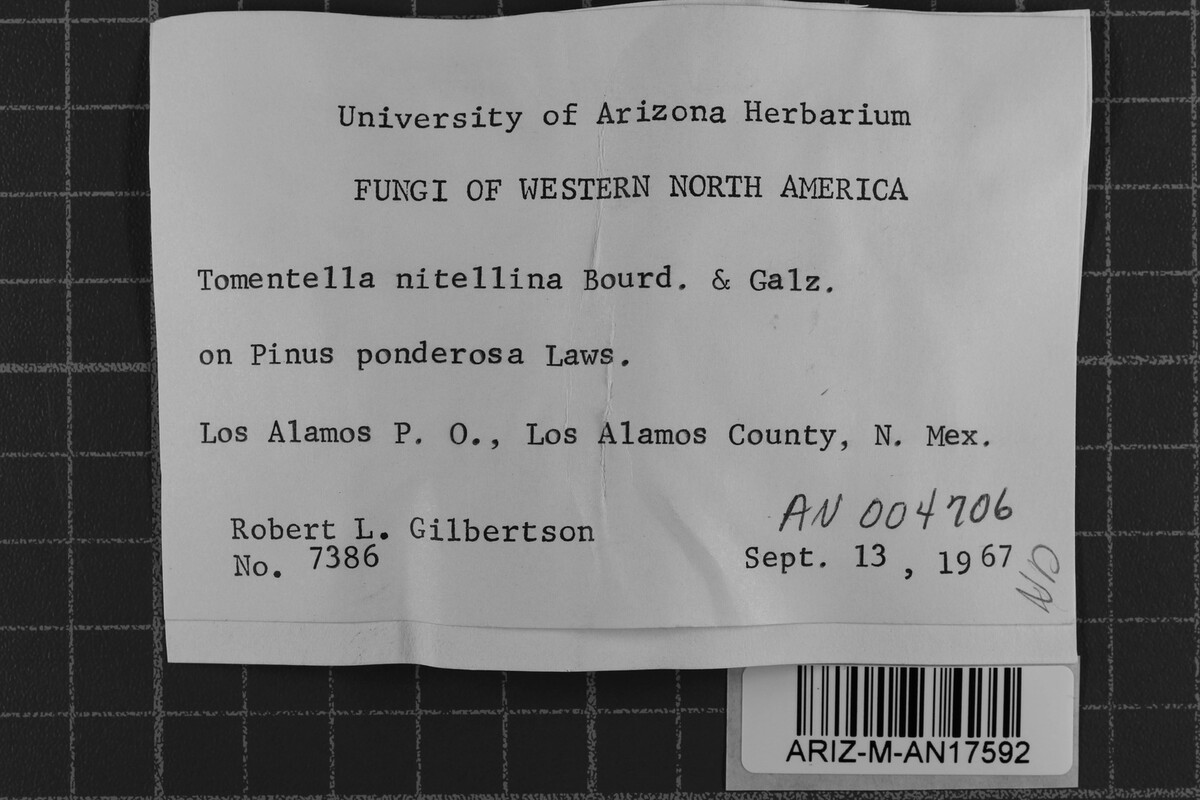 University of Arizona Herbarium
FUNGI OF WESTERN NORTH AMERICA
Tomentella nitellina Bourd. & Galz.
on Pinus ponderosa Laws.
Los Alamos P. O., Los Alamos County, N. Mex.
AN 004706
Robert L. Gilbertson
No. 7386
Sept. 13, 1967
ARIZ-M-AN17592